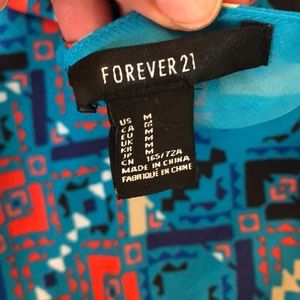 FOREVER 21
US M
CA M
EU M
UK M
KR M
JP M
CN 165/72A
MADE IN CHINA
FABRIQUÉ EN CHINE